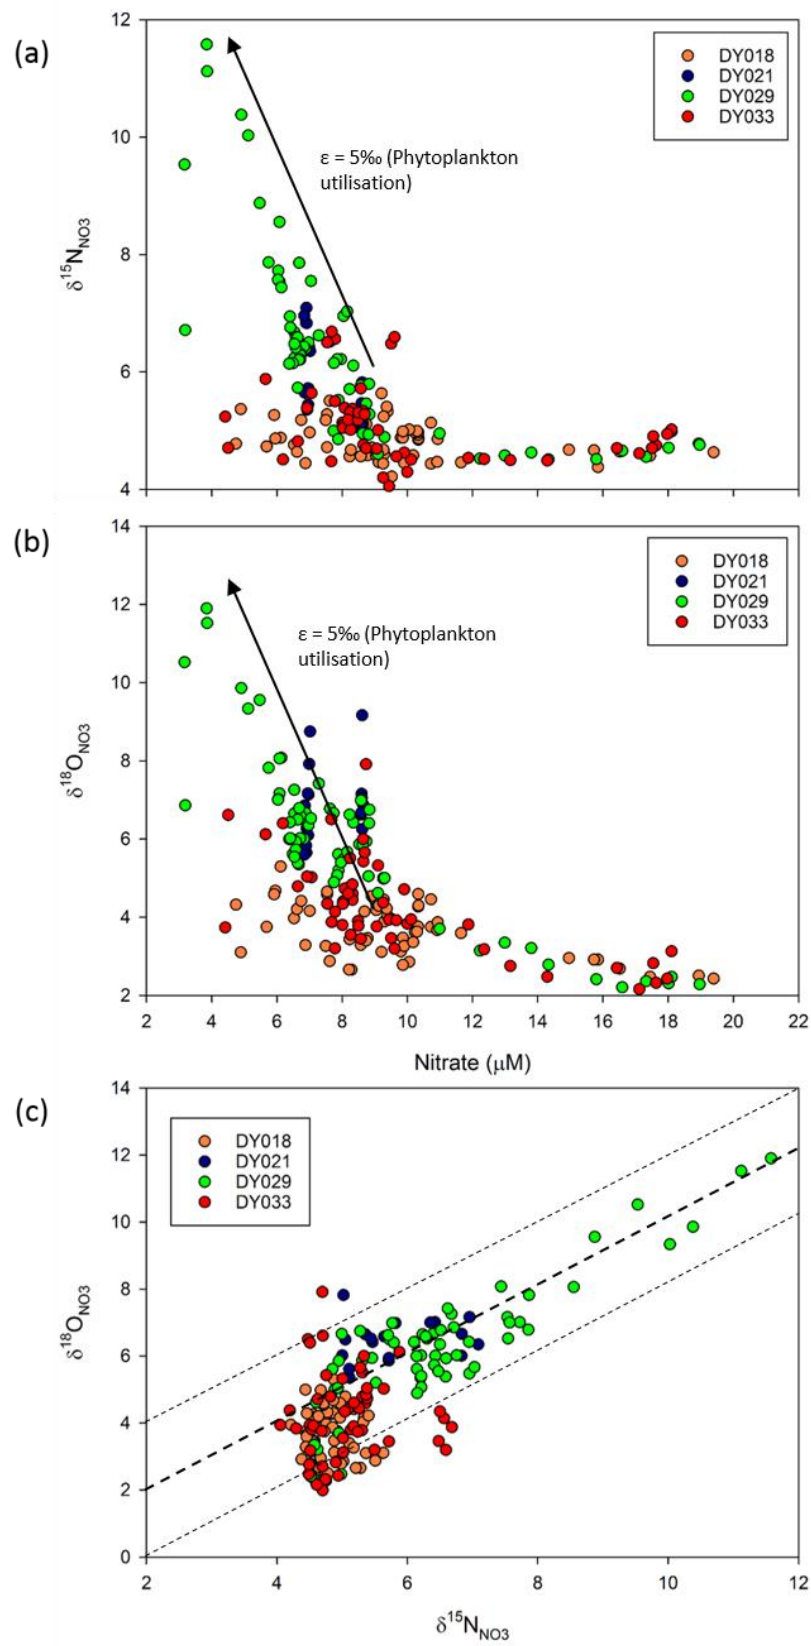 (a)
12
10
8
6
4
δ15NNO3
DY018
DY021
DY029
DY033
ε = 5‰ (Phytoplankton
utilisation)
(b)
14
12
10
8
6
4
2
δ18ONO3
DY018
DY021
DY029
DY033
ε = 5‰ (Phytoplankton
utilisation)
2 4 6 8 10 12 14 16 18 20 22
Nitrate (μM)
(c)
14
12
10
8
6
4
2
0
δ18ONO3
DY018
DY021
DY029
DY033
2 4 6 8 10 12
δ15NNO3